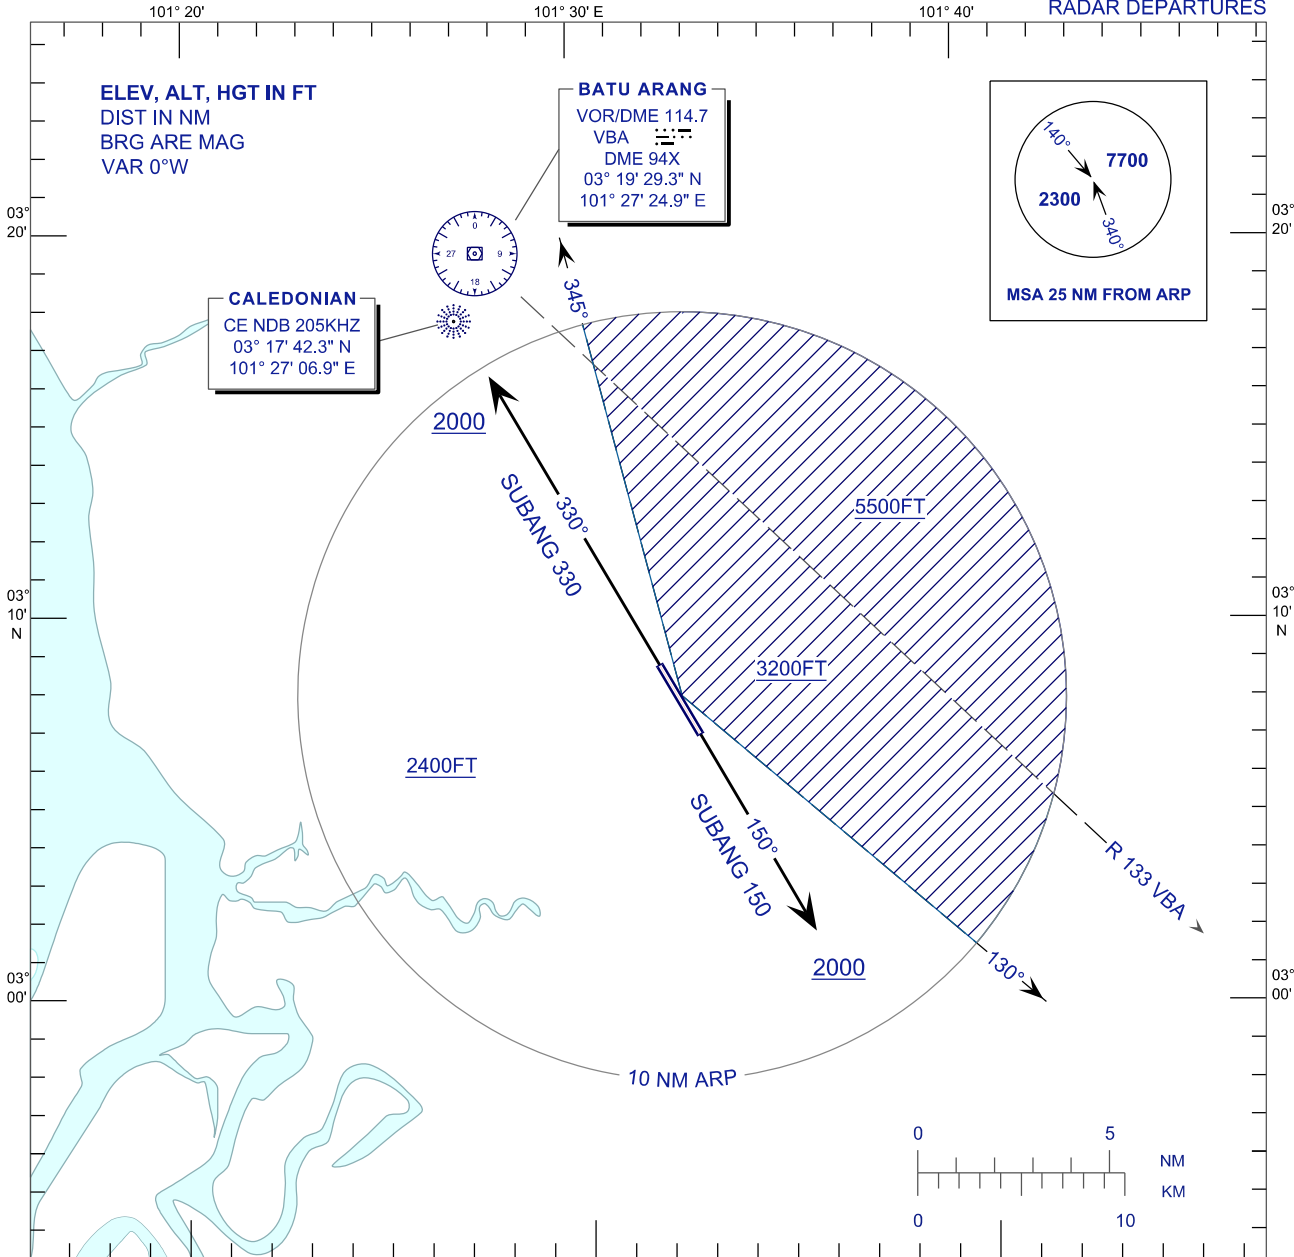 101° 20'
101° 30' E
101° 40'
RADAR DEPARTURES
ELEV, ALT, HGT IN FT
DIST IN NM
BRG ARE MAG
VAR 0°W
BATU ARANG
VOR/DME 114.7
VBA
DME 94X
03° 19' 29.3" N
101° 27' 24.9" E
140°
7700
2300
340°
MSA 25 NM FROM ARP
03°
20'
03°
20'
0
27
9
18
CALEDONIAN
CE NDB 205KHZ
03° 17' 42.3" N
101° 27' 06.9" E
345°
2000
330°
SUBANG 330
5500FT
03°
10'
N
03°
10'
N
3200FT
2400FT
150°
SUBANG 150
R 133 VBA
2000
130°
03°
00'
03°
00'
10 NM ARP
0
5
NM
KM
0
10